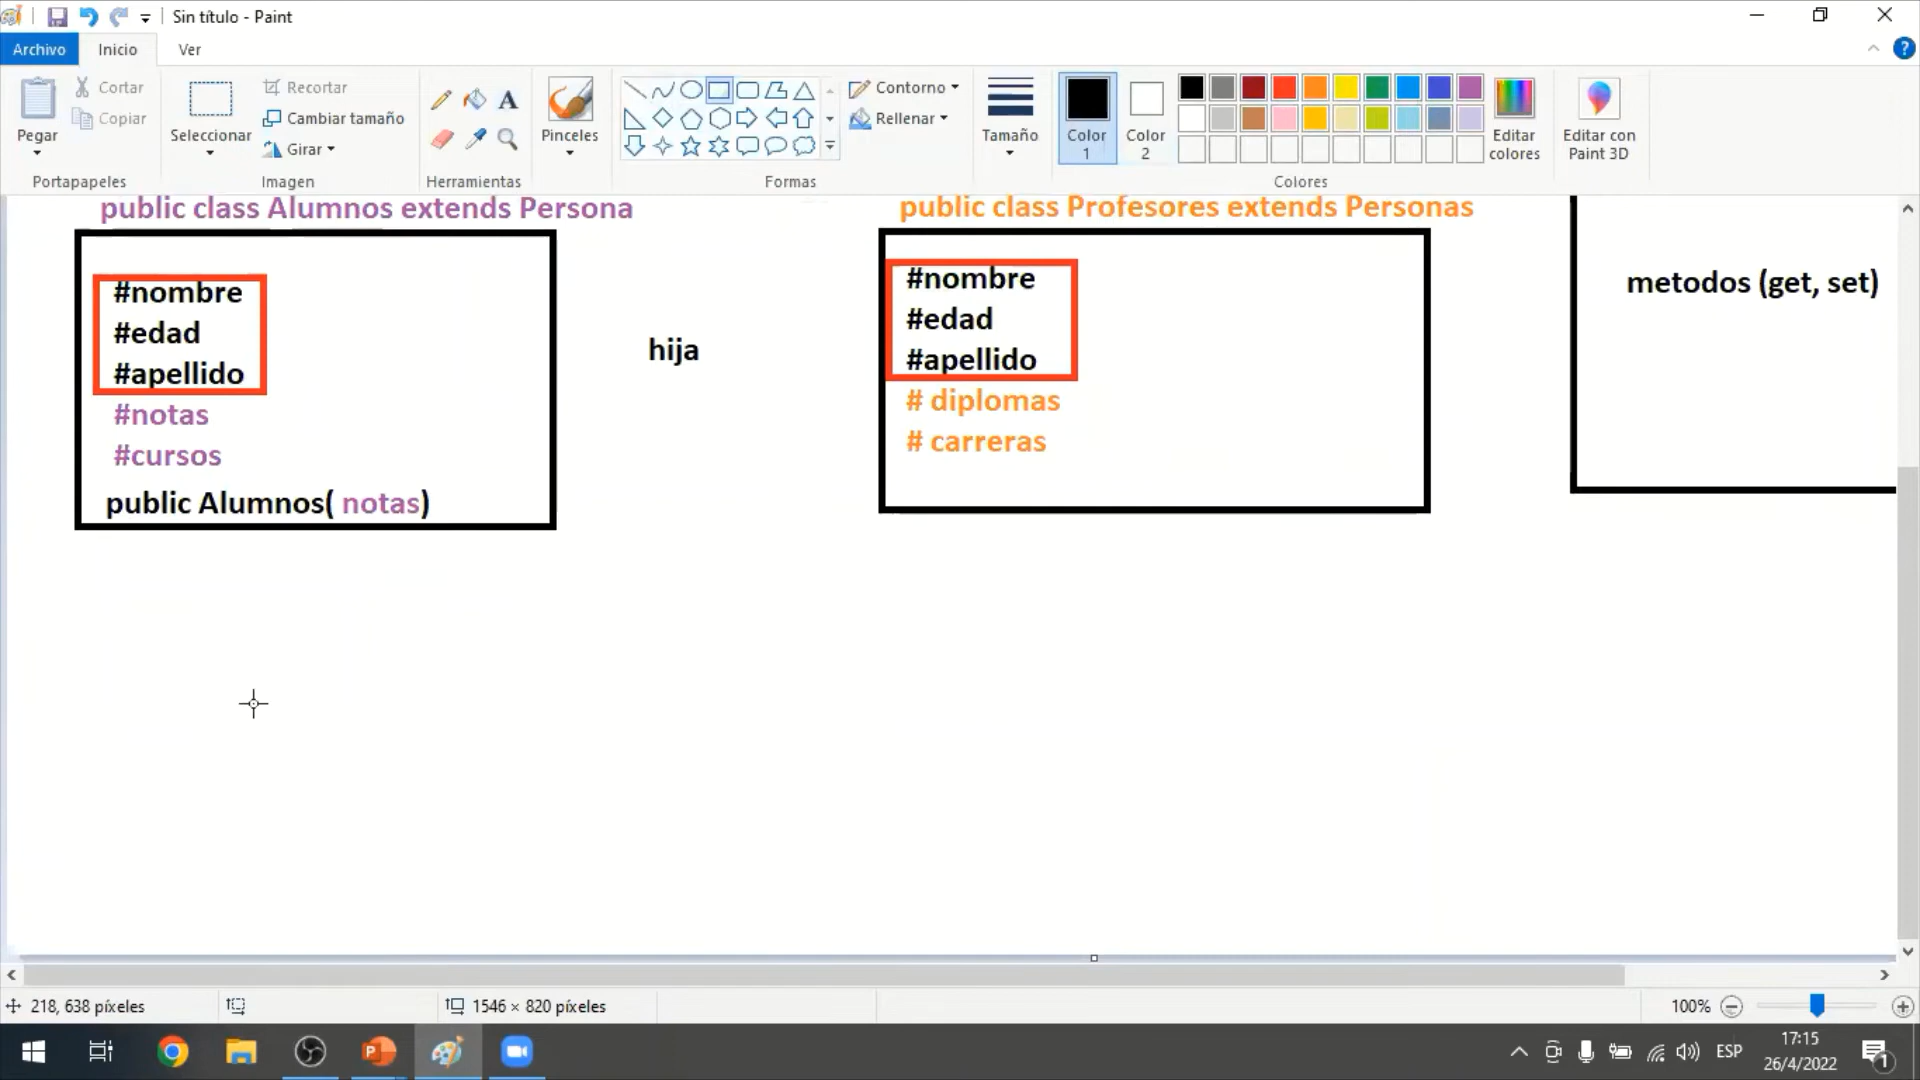 Sin título - Paint
Archivo
Inicio
Ver
Pegar
Cortar
Copiar
Portapapeles
Seleccionar
Recortar
Cambiar tamaño
Girar
Imagen
A
Herramientas
Pinceles
Formas
Contorno
Rellenar
Tamaño
Color 1
Color 2
Editar colores
Editar con Paint 3D
Colores
public class Alumnos extends Persona
#nombre
#edad
#apellido
#notas
#cursos
public Alumnos( notas)
hija
public class Profesores extends Personas
#nombre
#edad
#apellido
# diplomas
# carreras
metodos (get, set)
218, 638 píxeles
1546 × 820 píxeles
100%
ESP
17:15
26/4/2022
1